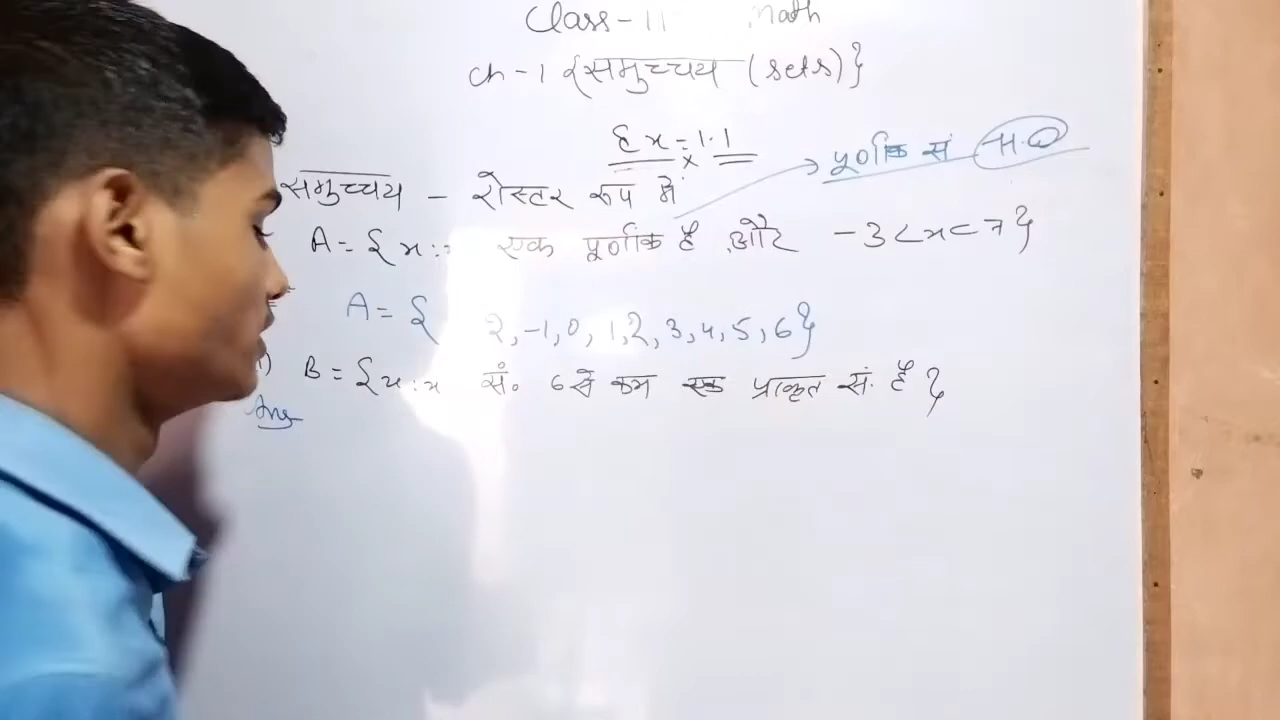 Class-11 Math
ch-1 {समुच्चय (sets)}
Ex=1.1
पूर्णांक सं H.Q
समुच्चय - रोस्टर रूप में
A={x:x एक पूर्णांक है और -3<x<7}
A={ 2,-1,0,1,2,3,4,5,6}
B={x:x सं० 6 से कम एक प्राकृत सं. है}
Ans